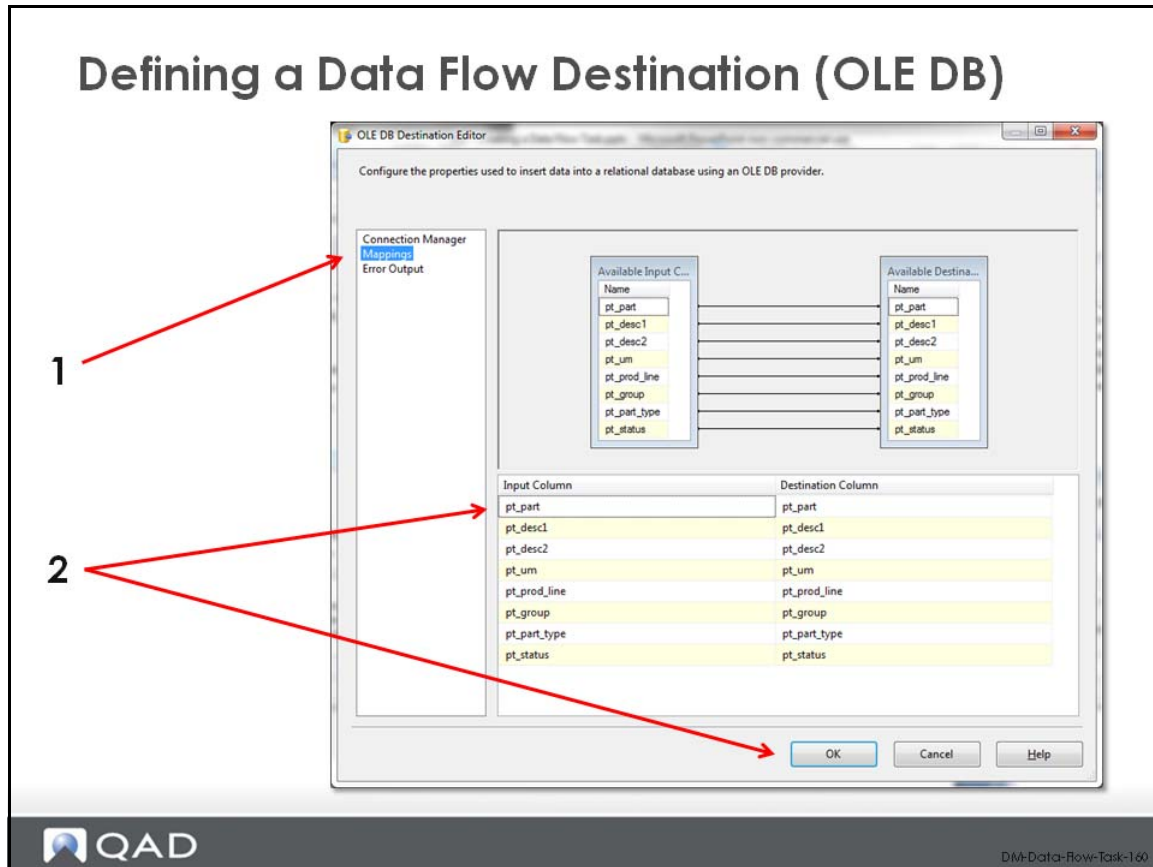 Defining a Data Flow Destination (OLE DB)
OLE DB Destination Editor
Configure the properties used to insert data into a relational database using an OLE DB provider.
Connection Manager
Mappings
Error Output
Available Input C...
Name
pt_part
pt_desc1
pt_desc2
pt_um
pt_prod_line
pt_group
pt_part_type
pt_status
Available Destina...
Name
pt_part
pt_desc1
pt_desc2
pt_um
pt_prod_line
pt_group
pt_part_type
pt_status
1
2
Input Column Destination Column
pt_part pt_part
pt_desc1 pt_desc1
pt_desc2 pt_desc2
pt_um pt_um
pt_prod_line pt_prod_line
pt_group pt_group
pt_part_type pt_part_type
pt_status pt_status
OK Cancel Help
QAD
DM-Data-Flow-Task-160